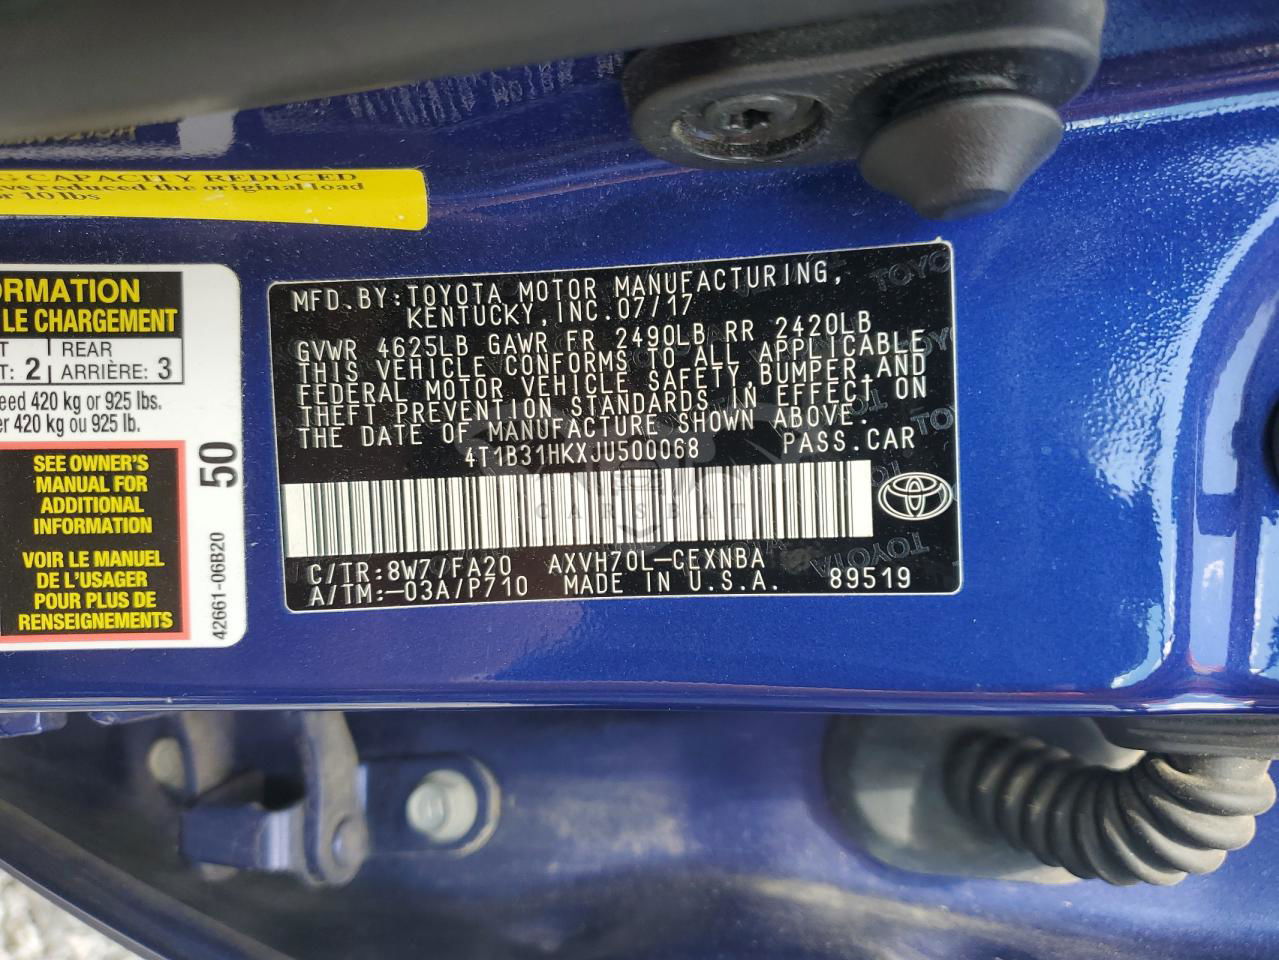 G CAPACITY REDUCED
ve reduced the original load
or 10 lbs
ORMATION
LE CHARGEMENT
T 2 REAR
T: 2 ARRIÈRE: 3
eed 420 kg or 925 lbs.
er 420 kg ou 925 lb.
SEE OWNER'S
MANUAL FOR
ADDITIONAL
INFORMATION
VOIR LE MANUEL
DE L'USAGER
POUR PLUS DE
RENSEIGNEMENTS
50
42661-06B20
MFD. BY: TOYOTA MOTOR MANUFACTURING,
KENTUCKY, INC. 07/17
GVWR 4625LB GAWR FR 2490LB RR 2420LB
THIS VEHICLE CONFORMS TO ALL APPLICABLE
FEDERAL MOTOR VEHICLE SAFETY, BUMPER, AND
THEFT PREVENTION STANDARDS IN EFFECT ON
THE DATE OF MANUFACTURE SHOWN ABOVE.
4T1B31HKXJU500068 PASS. CAR
CARSBAT
C/TR: 8W7/FA20 AXVH70L-CEXNBA
A/TM: -03A/P710 MADE IN U.S.A. 89519
TOYOTA